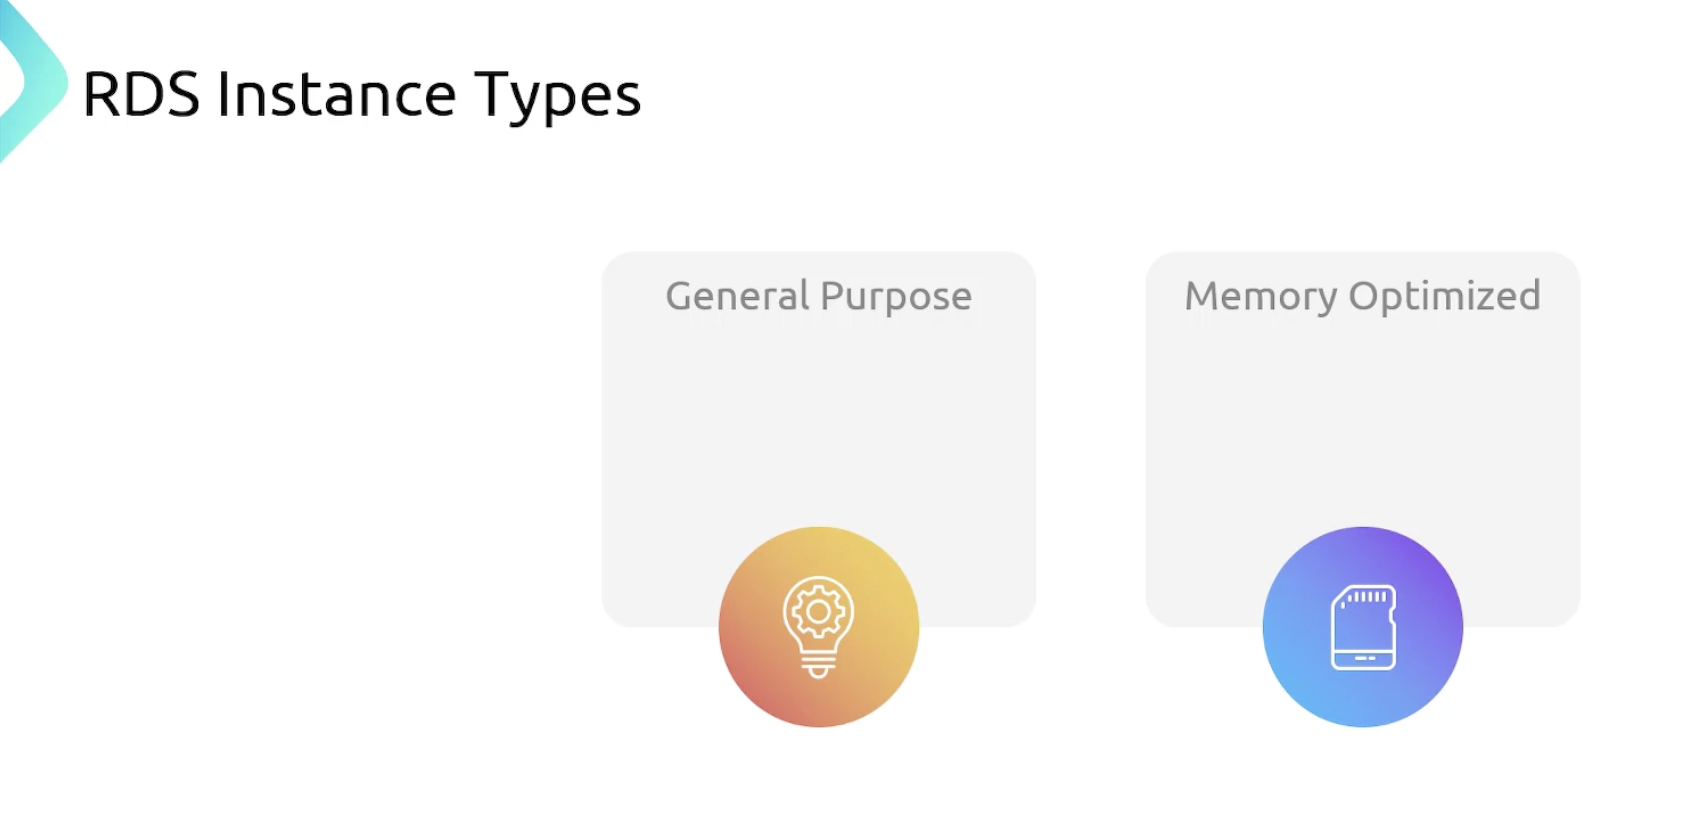 RDS Instance Types
General Purpose
Memory Optimized